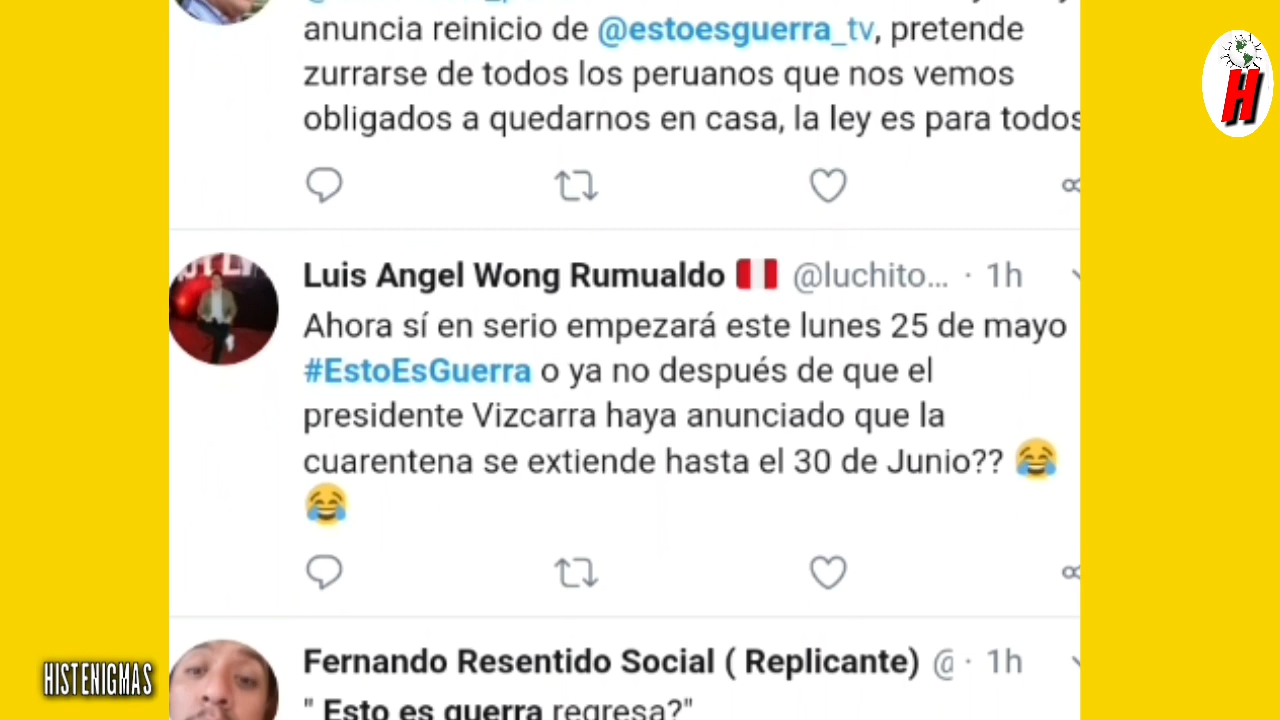 anuncia reinicio de @estoesguerra_tv, pretende
zurrarse de todos los peruanos que nos vemos
obligados a quedarnos en casa, la ley es para todos
H
Luis Angel Wong Rumualdo 🇵🇪 @luchito... · 1h
Ahora sí en serio empezará este lunes 25 de mayo
#EstoEsGuerra o ya no después de que el
presidente Vizcarra haya anunciado que la
cuarentena se extiende hasta el 30 de Junio?? 😂
😂
Fernando Resentido Social ( Replicante) @ · 1h
" Esto es guerra regresa?"
HISTENIGMAS